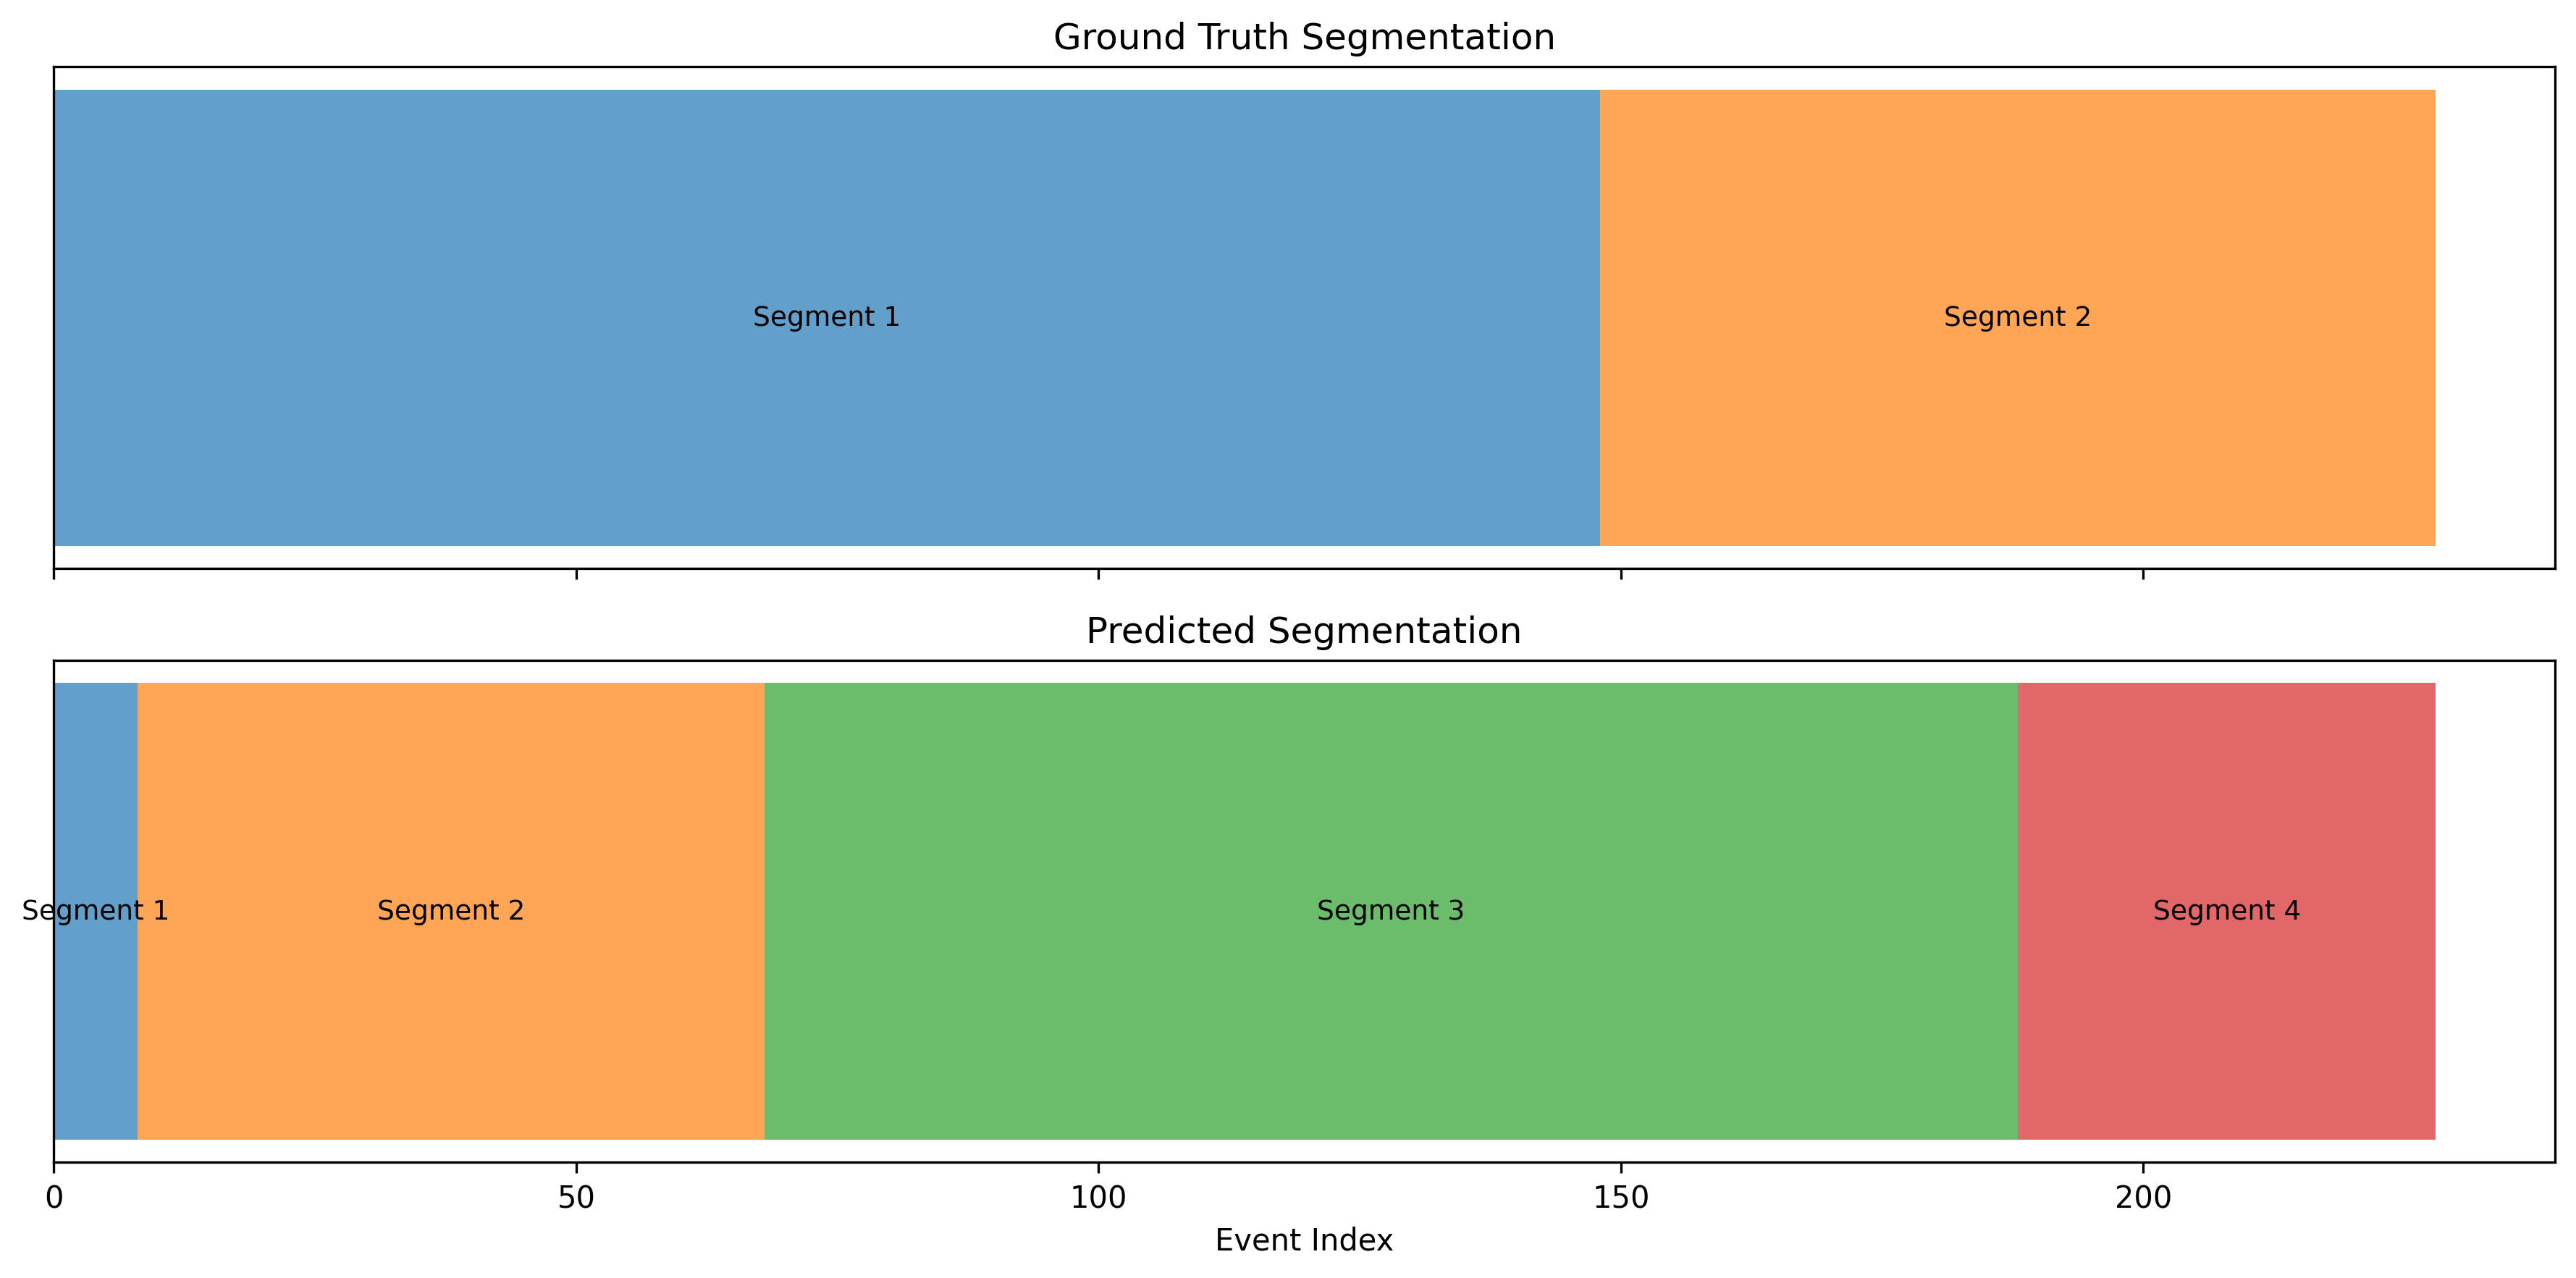 Ground Truth Segmentation
Segment 1 Segment 2
Predicted Segmentation
Segment 1 Segment 2 Segment 3 Segment 4
0 50 100 150 200
Event Index